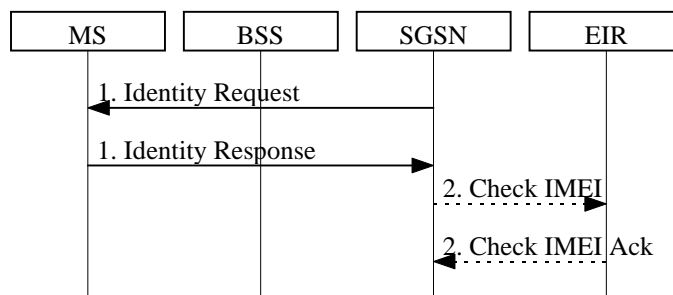 MS BSS SGSN EIR
1. Identity Request
1. Identity Response
2. Check IMEI
2. Check IMEI Ack